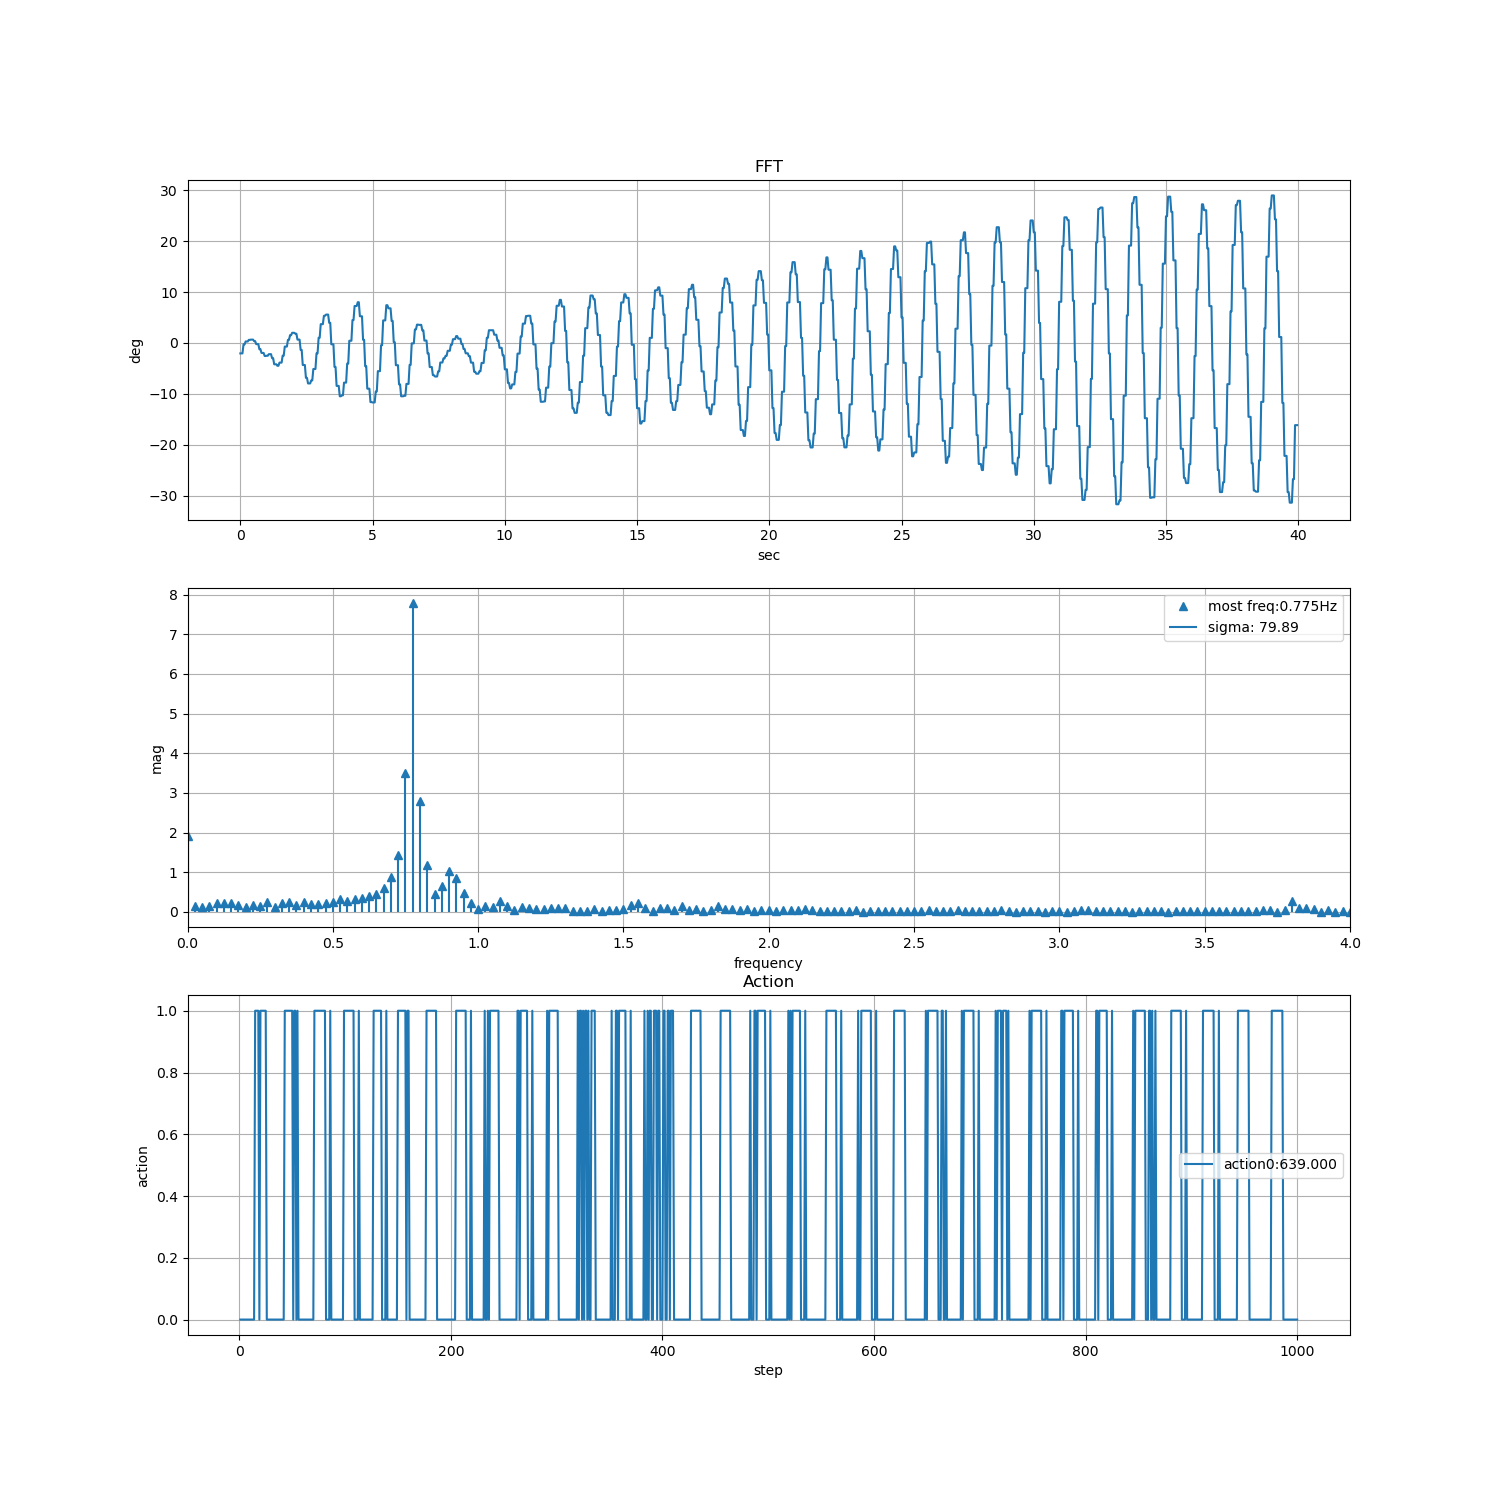 FFT
30
20
10
0
−10
−20
−30
deg
0 5 10 15 20 25 30 35 40
sec
8
7
6
5
4
3
2
1
0
mag
most freq:0.775Hz
sigma: 79.89
0.0 0.5 1.0 1.5 2.0 2.5 3.0 3.5 4.0
frequency
Action
1.0
0.8
0.6
0.4
0.2
0.0
action
action0:639.000
0 200 400 600 800 1000
step